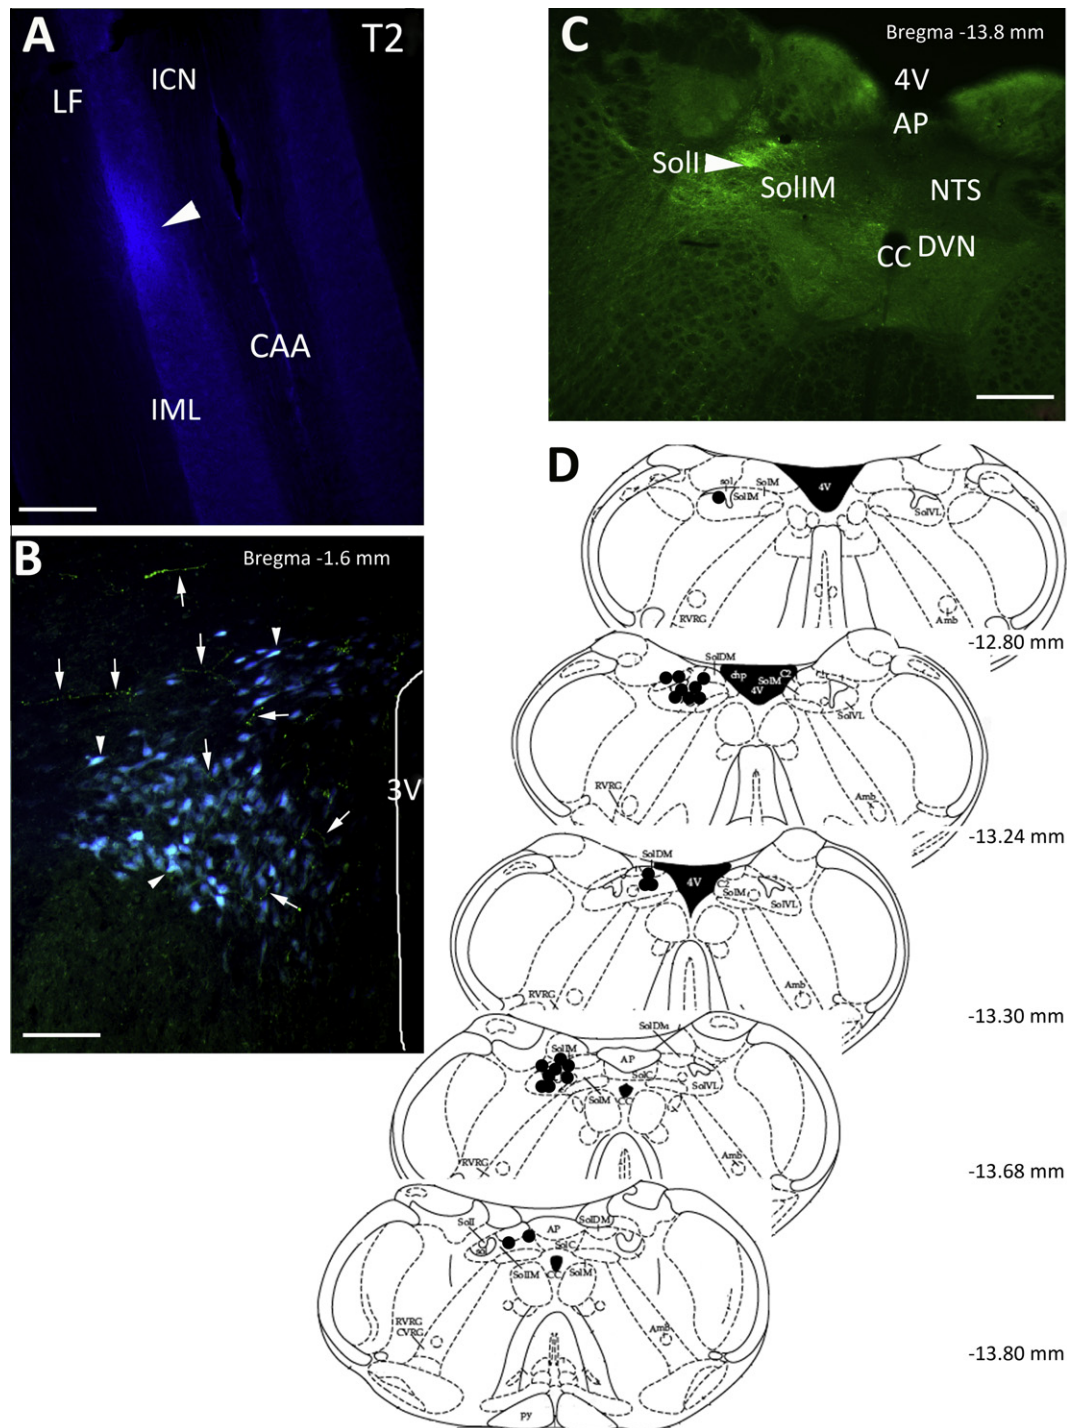 A
T2
ICN
LF
CAA
IML
B
Bregma -1.6 mm
3V
C
Bregma -13.8 mm
4V
AP
SolI
SolIM
NTS
CC DVN
D
sol
SolM
4V
SolIM
SolVL
RVRG
Amb
-12.80 mm
SolDM
chp
C2
SolM
4V
SolVL
RVRG
Amb
-13.24 mm
SolDM
4V
C2
SolM
SolVL
RVRG
Amb
-13.30 mm
SolDM
SolIM
AP
SolC
SolVL
SolM
CC
RVRG
Amb
-13.68 mm
SolI
SolDM
AP
sol
SolC
SolIM
CC
SolM
RVRG
CVRG
Amb
-13.80 mm
py